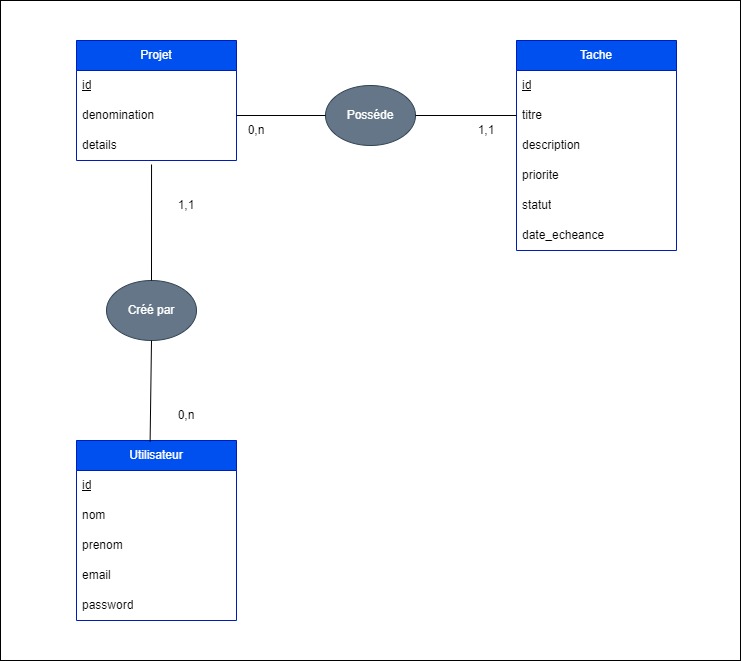 Projet
id
denomination
details
0,n
Posséde
1,1
Tache
id
titre
description
priorite
statut
date_echeance
1,1
Créé par
0,n
Utilisateur
id
nom
prenom
email
password